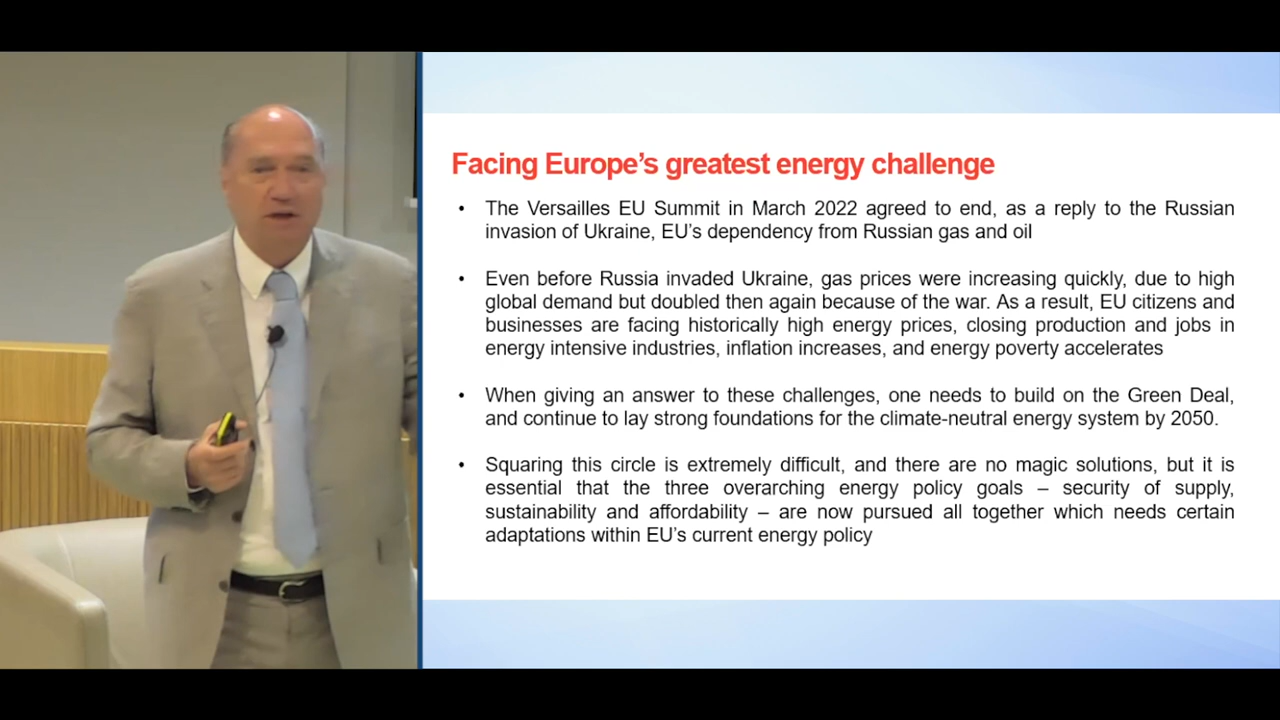 Facing Europe’s greatest energy challenge
• The Versailles EU Summit in March 2022 agreed to end, as a reply to the Russian
invasion of Ukraine, EU’s dependency from Russian gas and oil
• Even before Russia invaded Ukraine, gas prices were increasing quickly, due to high
global demand but doubled then again because of the war. As a result, EU citizens and
businesses are facing historically high energy prices, closing production and jobs in
energy intensive industries, inflation increases, and energy poverty accelerates
• When giving an answer to these challenges, one needs to build on the Green Deal,
and continue to lay strong foundations for the climate-neutral energy system by 2050.
• Squaring this circle is extremely difficult, and there are no magic solutions, but it is
essential that the three overarching energy policy goals – security of supply,
sustainability and affordability – are now pursued all together which needs certain
adaptations within EU’s current energy policy